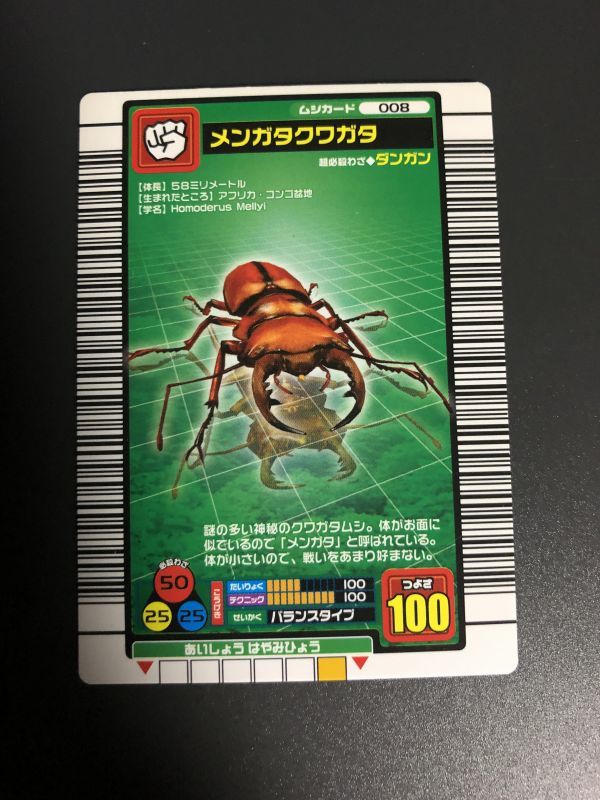 ムシカード 008
メンガタクワガタ
超必殺わざ◆ダンガン
【体長】58ミリメートル
【生まれたところ】アフリカ・コンゴ盆地
【学名】Homoderus Mellyi
謎の多い神秘のクワガタムシ。体がお面に
似ているので「メンガタ」と呼ばれている。
体が小さいので、戦いをあまり好まない。
必殺わざ
50
25 25
こうげき
たいりょく 100
テクニック 100
せいかく バランスタイプ
つよさ
100
あいしょう はやみひょう